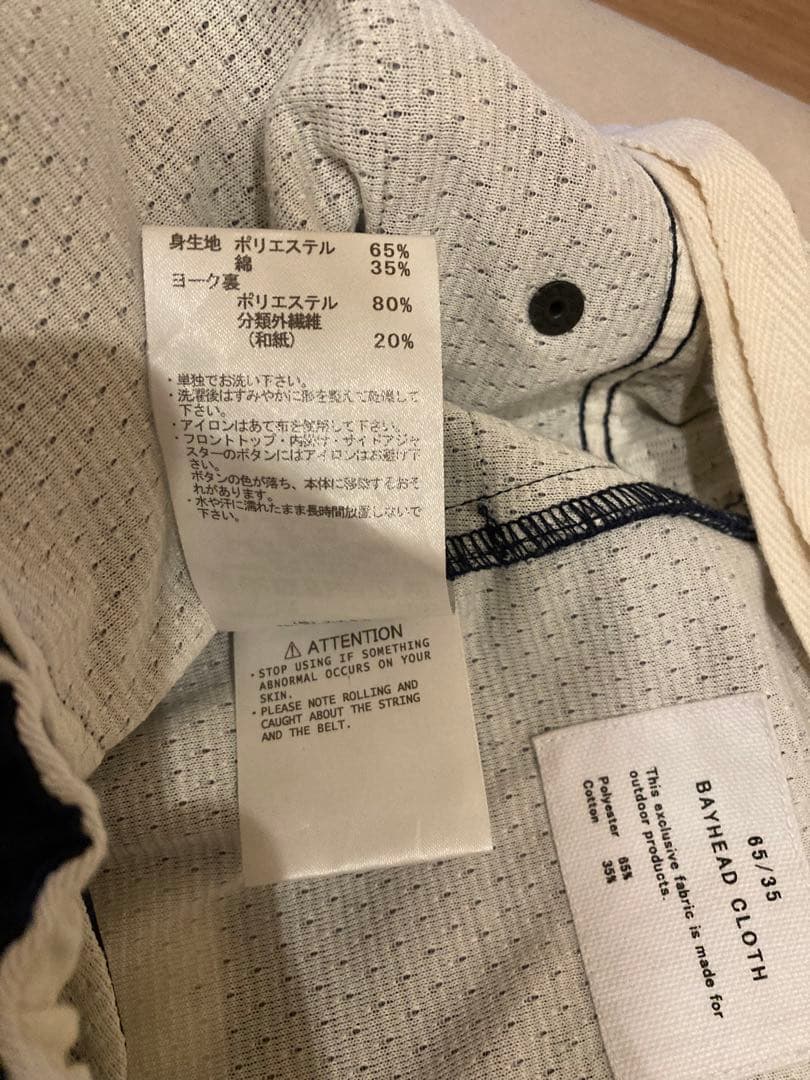 身生地 ポリエステル 65%
綿 35%
ヨーク裏
ポリエステル 80%
分類外繊維
(和紙) 20%
・単独でお洗い下さい。
・洗濯後はすみやかに形を整えて乾燥して
下さい。
・アイロンはあて布を使用して下さい。
・フロントトップ・内掛け・サイドアジャ
スターのボタンにはアイロンはお避け下
さい。
ボタンの色が落ち、本体に移染するおそ
れがあります。
・水や汗に濡れたまま長時間放置しないで
下さい。
⚠ ATTENTION
・STOP USING IF SOMETHING
ABNORMAL OCCURS ON YOUR
SKIN.
・PLEASE NOTE ROLLING AND
CAUGHT ABOUT THE STRING
AND THE BELT.
65/35
BAYHEAD CLOTH
This exclusive fabric is made for
outdoor products.
Polyester 65%
Cotton 35%